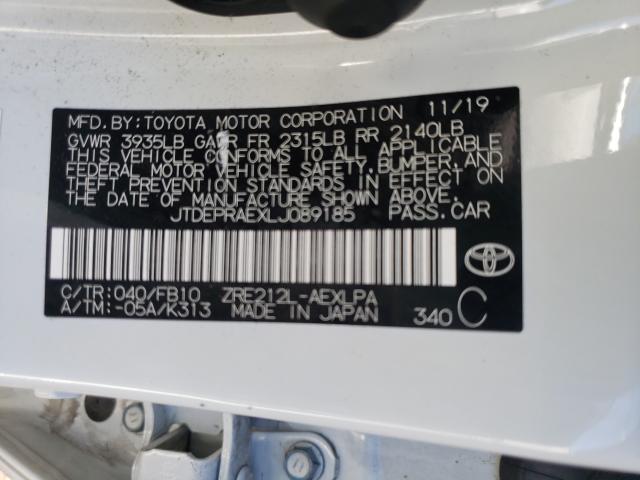 MFD.BY:TOYOTA MOTOR CORPORATION 11/19
GVWR 3935LB GAWR FR 2315LB RR 2140LB
THIS VEHICLE CONFORMS TO ALL APPLICABLE
FEDERAL MOTOR VEHICLE SAFETY,BUMPER, AND
THEFT PREVENTION STANDARDS IN EFFECT ON
THE DATE OF MANUFACTURE SHOWN ABOVE.
JTDEPRAEXLJ089185 PASS.CAR
C/TR:040/FB10 ZRE212L-AEXLPA
A/TM:-05A/K313 MADE IN JAPAN 340 C